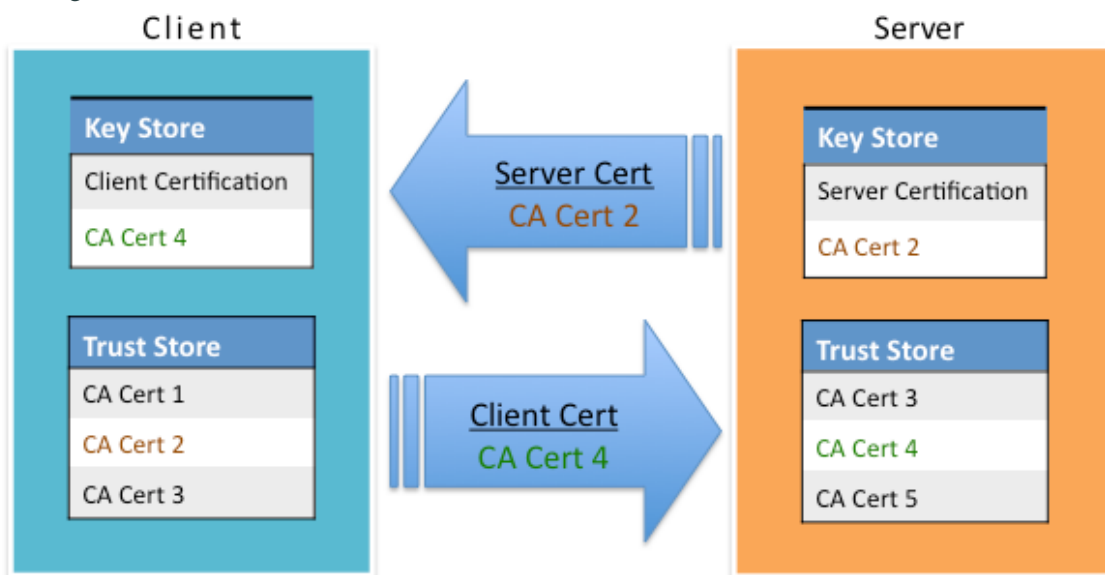 Client
Key Store
Client Certification
CA Cert 4
Trust Store
CA Cert 1
CA Cert 2
CA Cert 3
Server Cert
CA Cert 2
Client Cert
CA Cert 4
Server
Key Store
Server Certification
CA Cert 2
Trust Store
CA Cert 3
CA Cert 4
CA Cert 5